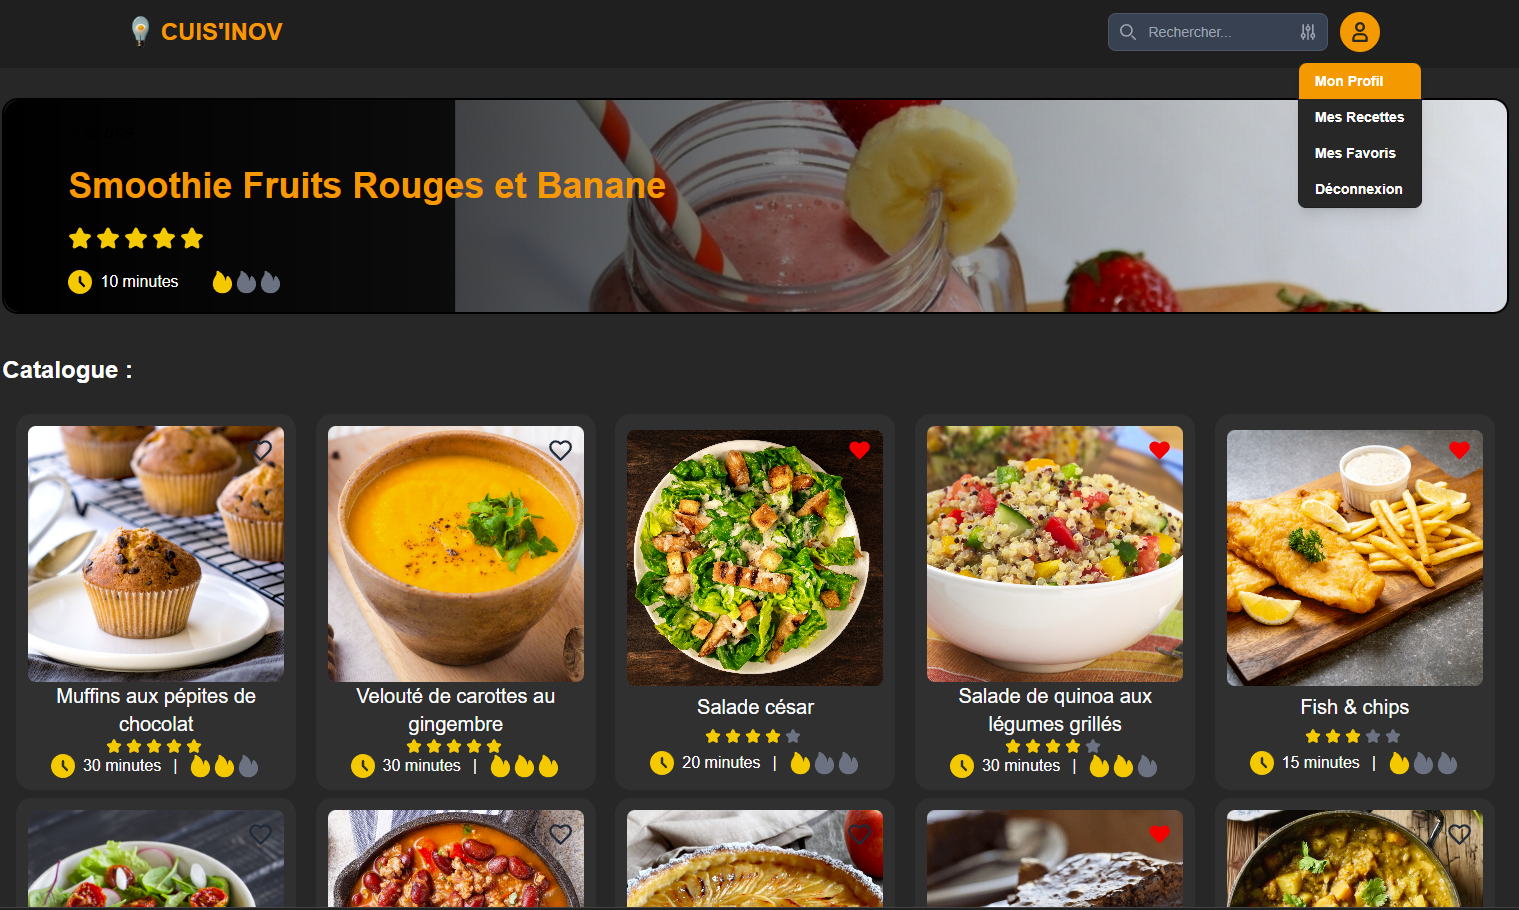 CUIS'INOV
Rechercher...
Mon Profil
Mes Recettes
Mes Favoris
Déconnexion
Smoothie Fruits Rouges et Banane
10 minutes
Catalogue :
Muffins aux pépites de
chocolat
30 minutes |
Velouté de carottes au
gingembre
30 minutes |
Salade césar
20 minutes |
Salade de quinoa aux
légumes grillés
30 minutes |
Fish & chips
15 minutes |